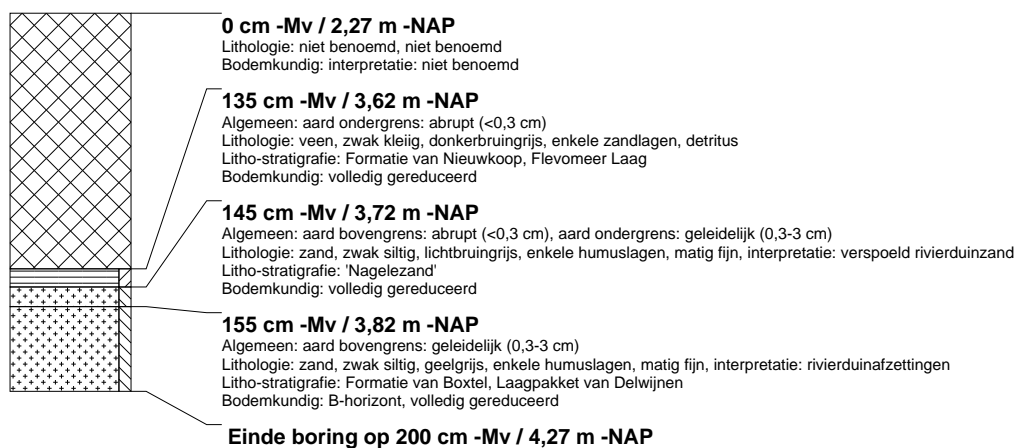 0 cm -Mv / 2,27 m -NAP
Lithologie: niet benoemd, niet benoemd
Bodemkundig: interpretatie: niet benoemd
135 cm -Mv / 3,62 m -NAP
Algemeen: aard ondergrens: abrupt (<0,3 cm)
Lithologie: veen, zwak kleiig, donkerbruingrijs, enkele zandlagen, detritus
Litho-stratigrafie: Formatie van Nieuwkoop, Flevomeer Laag
Bodemkundig: volledig gereduceerd
145 cm -Mv / 3,72 m -NAP
Algemeen: aard bovengrens: abrupt (<0,3 cm), aard ondergrens: geleidelijk (0,3-3 cm)
Lithologie: zand, zwak siltig, lichtbruingrijs, enkele humuslagen, matig fijn, interpretatie: verspoeld rivierduinzand
Litho-stratigrafie: 'Nagelezand'
Bodemkundig: volledig gereduceerd
155 cm -Mv / 3,82 m -NAP
Algemeen: aard bovengrens: geleidelijk (0,3-3 cm)
Lithologie: zand, zwak siltig, geelgrijs, enkele humuslagen, matig fijn, interpretatie: rivierduinafzettingen
Litho-stratigrafie: Formatie van Boxtel, Laagpakket van Delwijnen
Bodemkundig: B-horizont, volledig gereduceerd
Einde boring op 200 cm -Mv / 4,27 m -NAP